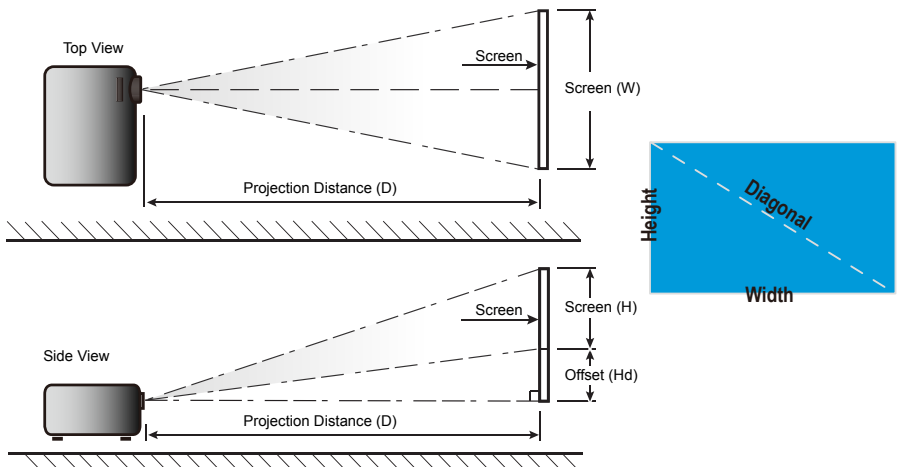 Top View
Screen
Screen (W)
Projection Distance (D)
Height
Diagonal
Width
Side View
Screen
Screen (H)
Offset (Hd)
Projection Distance (D)